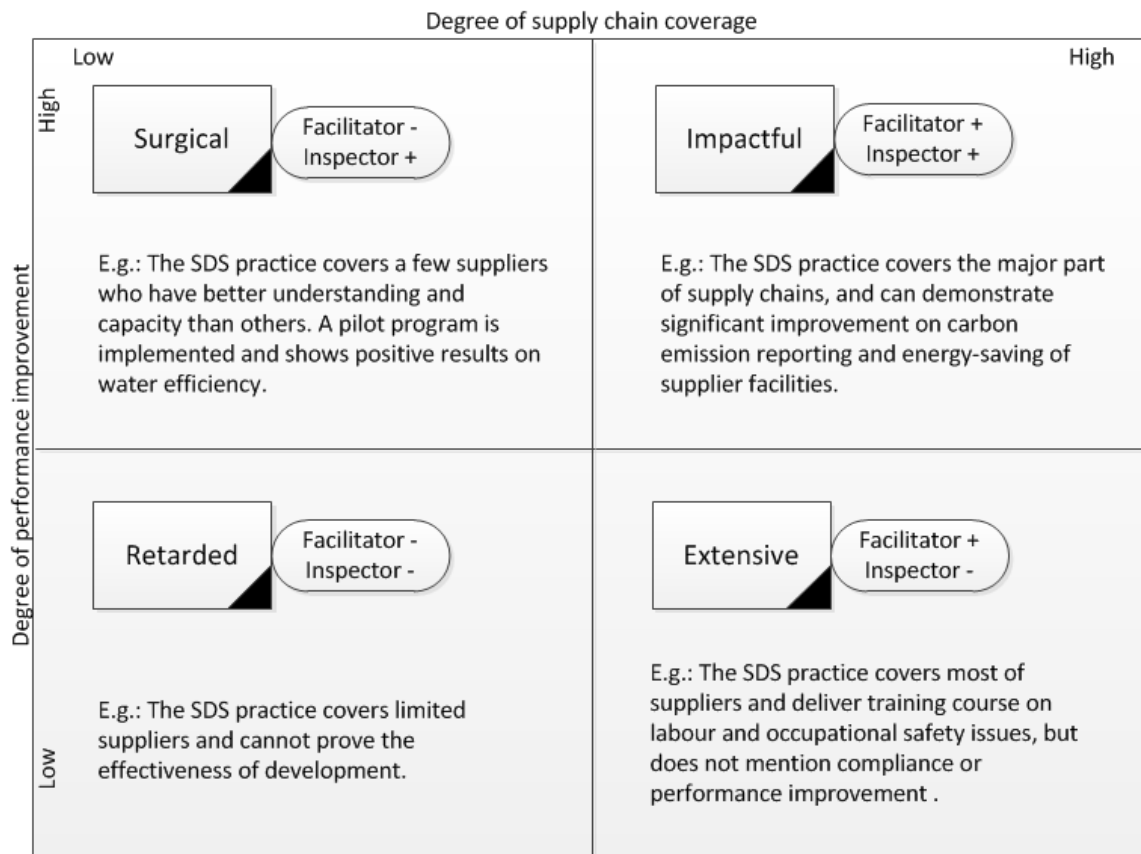 Degree of supply chain coverage
Low
High
High
Surgical
Facilitator -
Inspector +
Impactful
Facilitator +
Inspector +
E.g.: The SDS practice covers a few suppliers
who have better understanding and
capacity than others. A pilot program is
implemented and shows positive results on
water efficiency.
E.g.: The SDS practice covers the major part
of supply chains, and can demonstrate
significant improvement on carbon
emission reporting and energy-saving of
supplier facilities.
Degree of performance improvement
Retarded
Facilitator -
Inspector -
Extensive
Facilitator +
Inspector -
E.g.: The SDS practice covers limited
suppliers and cannot prove the
effectiveness of development.
E.g.: The SDS practice covers most of
suppliers and deliver training course on
labour and occupational safety issues, but
does not mention compliance or
performance improvement .
Low